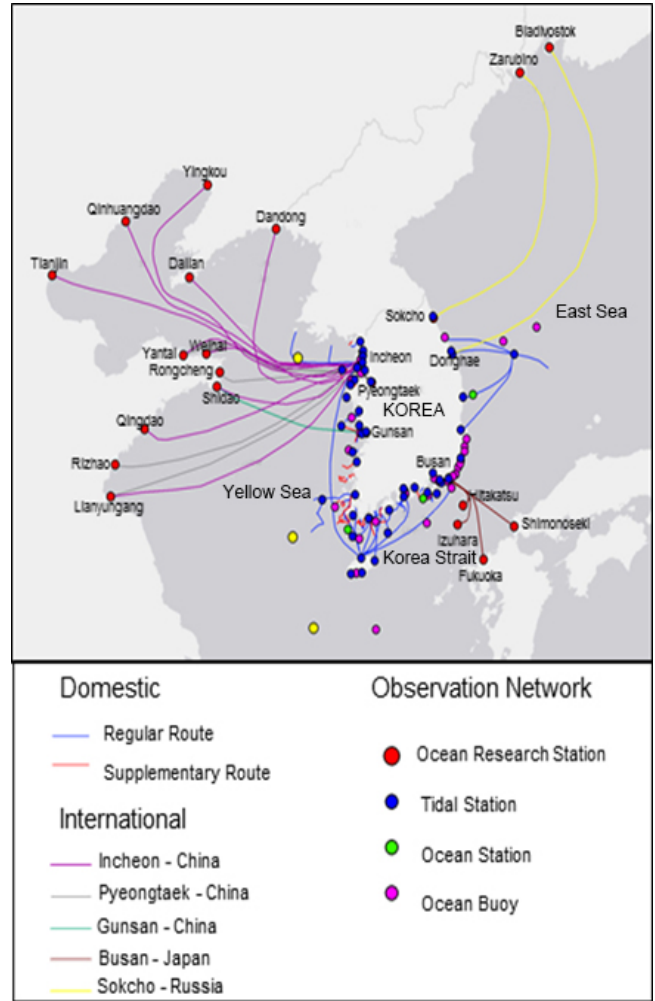 Bladivostok
Zarubino
Yingkou
Qinhuangdao
Dandong
Tianjin
Dalian
Sokcho
East Sea
Yantai
Weihai
Incheon
Donghae
Rongcheng
Pyeongtaek
Shidao
KOREA
Qingdao
Gunsan
Rizhao
Busan
Yellow Sea
Hitakatsu
Lianyungang
Shimonoseki
Izuhara
Korea Strait
Fukuoka
Domestic
Regular Route
Supplementary Route
International
Incheon - China
Pyeongtaek - China
Gunsan - China
Busan - Japan
Sokcho - Russia
Observation Network
Ocean Research Station
Tidal Station
Ocean Station
Ocean Buoy